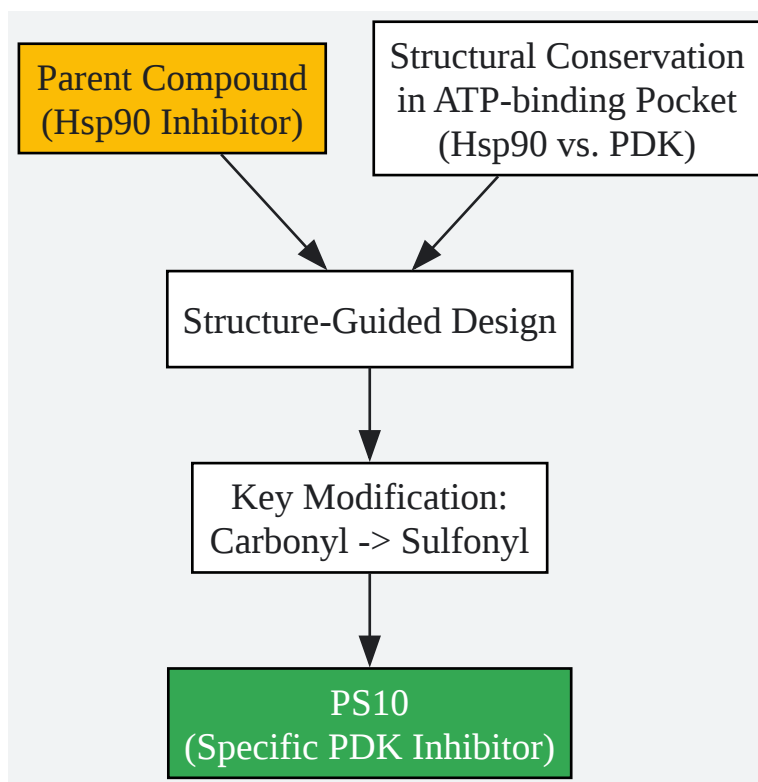 Parent Compound
(Hsp90 Inhibitor)
Structural Conservation
in ATP-binding Pocket
(Hsp90 vs. PDK)
Structure-Guided Design
Key Modification:
Carbonyl -> Sulfonyl
PS10
(Specific PDK Inhibitor)